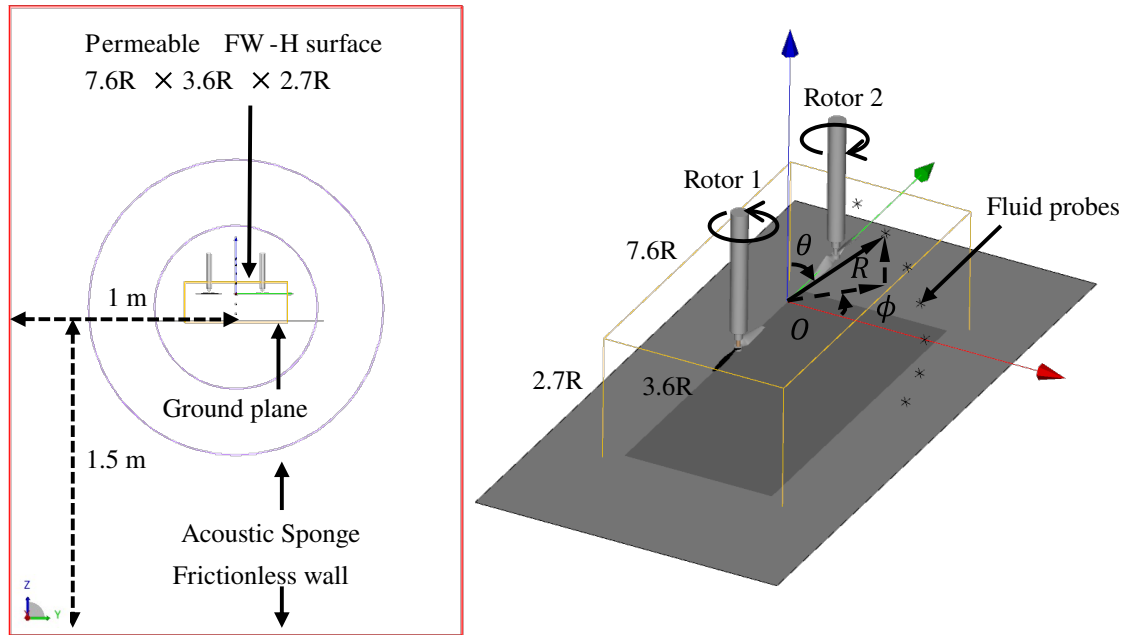 Permeable FW -H surface
7.6R × 3.6R × 2.7R
1 m
Ground plane
1.5 m
Acoustic Sponge
Frictionless wall
Z
Y
Rotor 2
Rotor 1
Fluid probes
7.6R
θ
R
ϕ
O
2.7R
3.6R